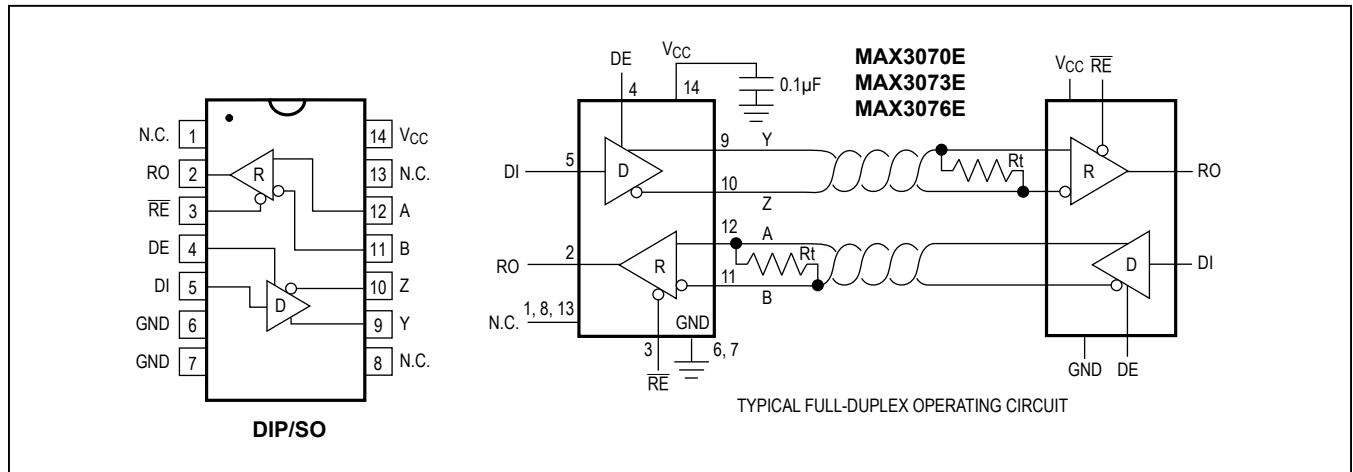 N.C. 1
RO 2
R̅E̅ 3
DE 4
DI 5
GND 6
GND 7
14 VCC
13 N.C.
12 A
11 B
10 Z
9 Y
8 N.C.
R
D
DIP/SO
DE
4
VCC
14
0.1µF
MAX3070E
MAX3073E
MAX3076E
VCC R̅E̅
DI 5
D
9 Y
10
Z
Rt
R
RO
RO 2
R
12 A
Rt
11
B
D
DI
N.C. 1, 8, 13
GND
3
R̅E̅
6, 7
GND DE
TYPICAL FULL-DUPLEX OPERATING CIRCUIT